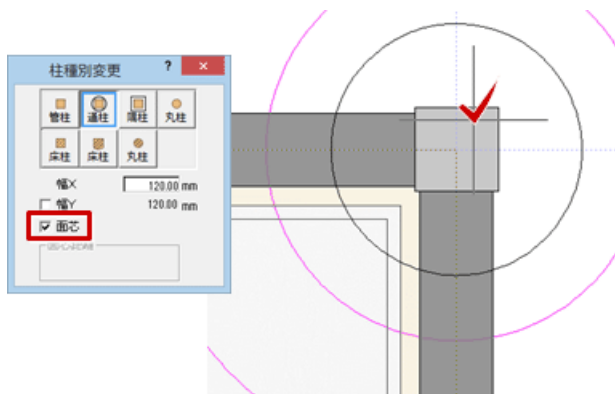 柱種別変更 ? ×
管柱 通柱 隅柱 丸柱
床柱 床柱 丸柱
幅X 120.00 mm
幅Y 120.00 mm
面芯